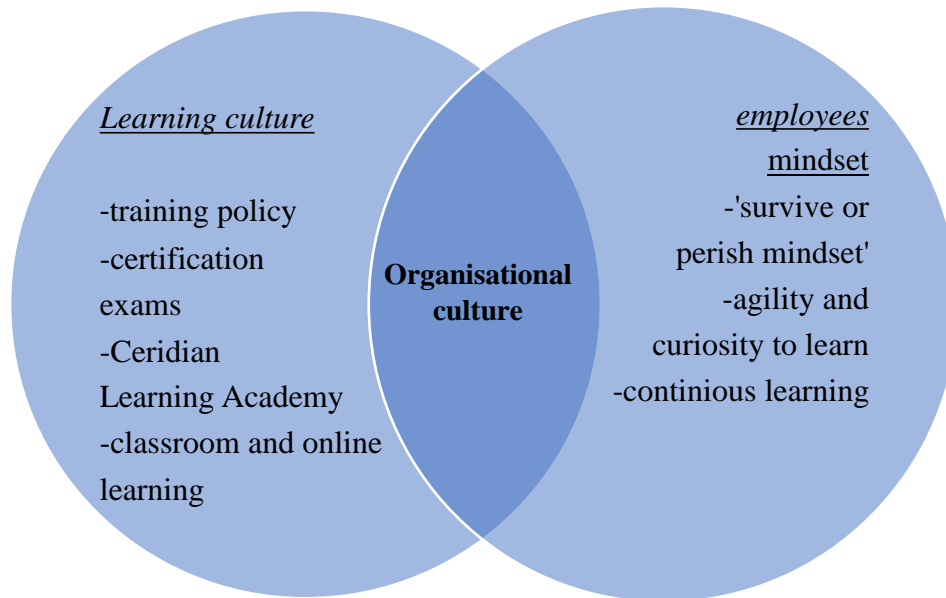 Learning culture
-training policy
-certification
exams
-Ceridian
Learning Academy
-classroom and online
learning
Organisational
culture
employees
mindset
-'survive or
perish mindset'
-agility and
curiosity to learn
-continious learning